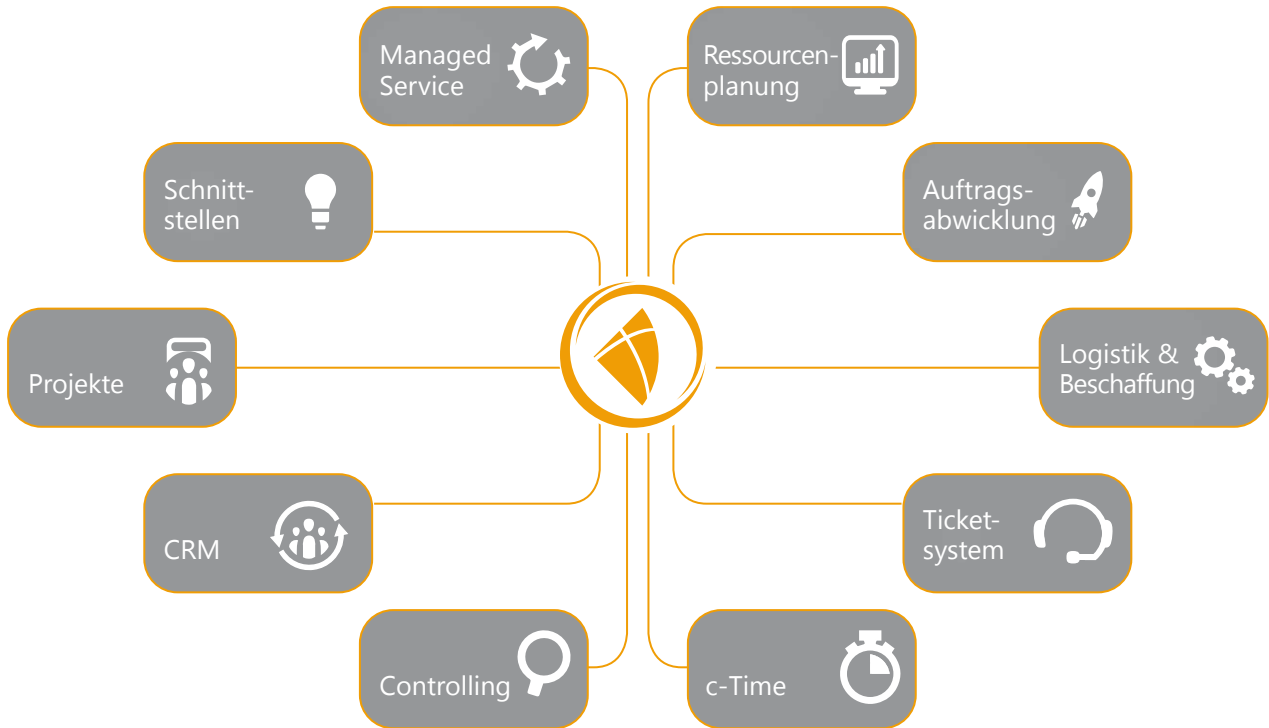 Managed
Service
Ressourcen-
planung
Schnitt-
stellen
Auftrags-
abwicklung
Projekte
Logistik &
Beschaffung
CRM
Ticket-
system
Controlling
c-Time